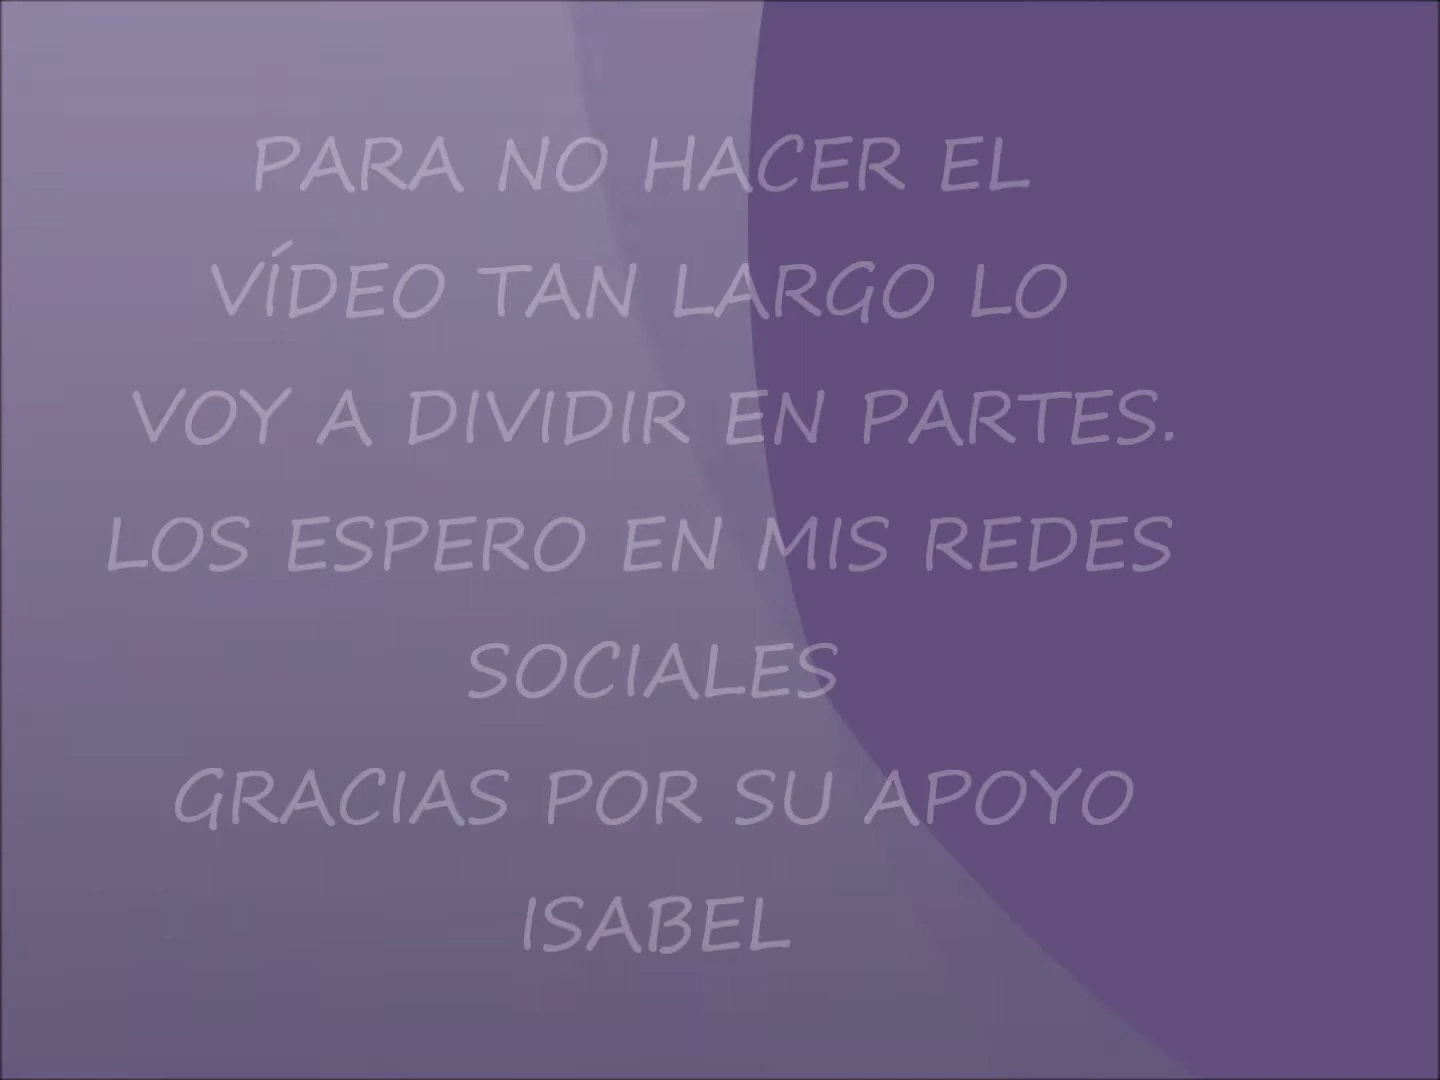 PARA NO HACER EL
VÍDEO TAN LARGO LO
VOY A DIVIDIR EN PARTES.
LOS ESPERO EN MIS REDES
SOCIALES
GRACIAS POR SU APOYO
ISABEL